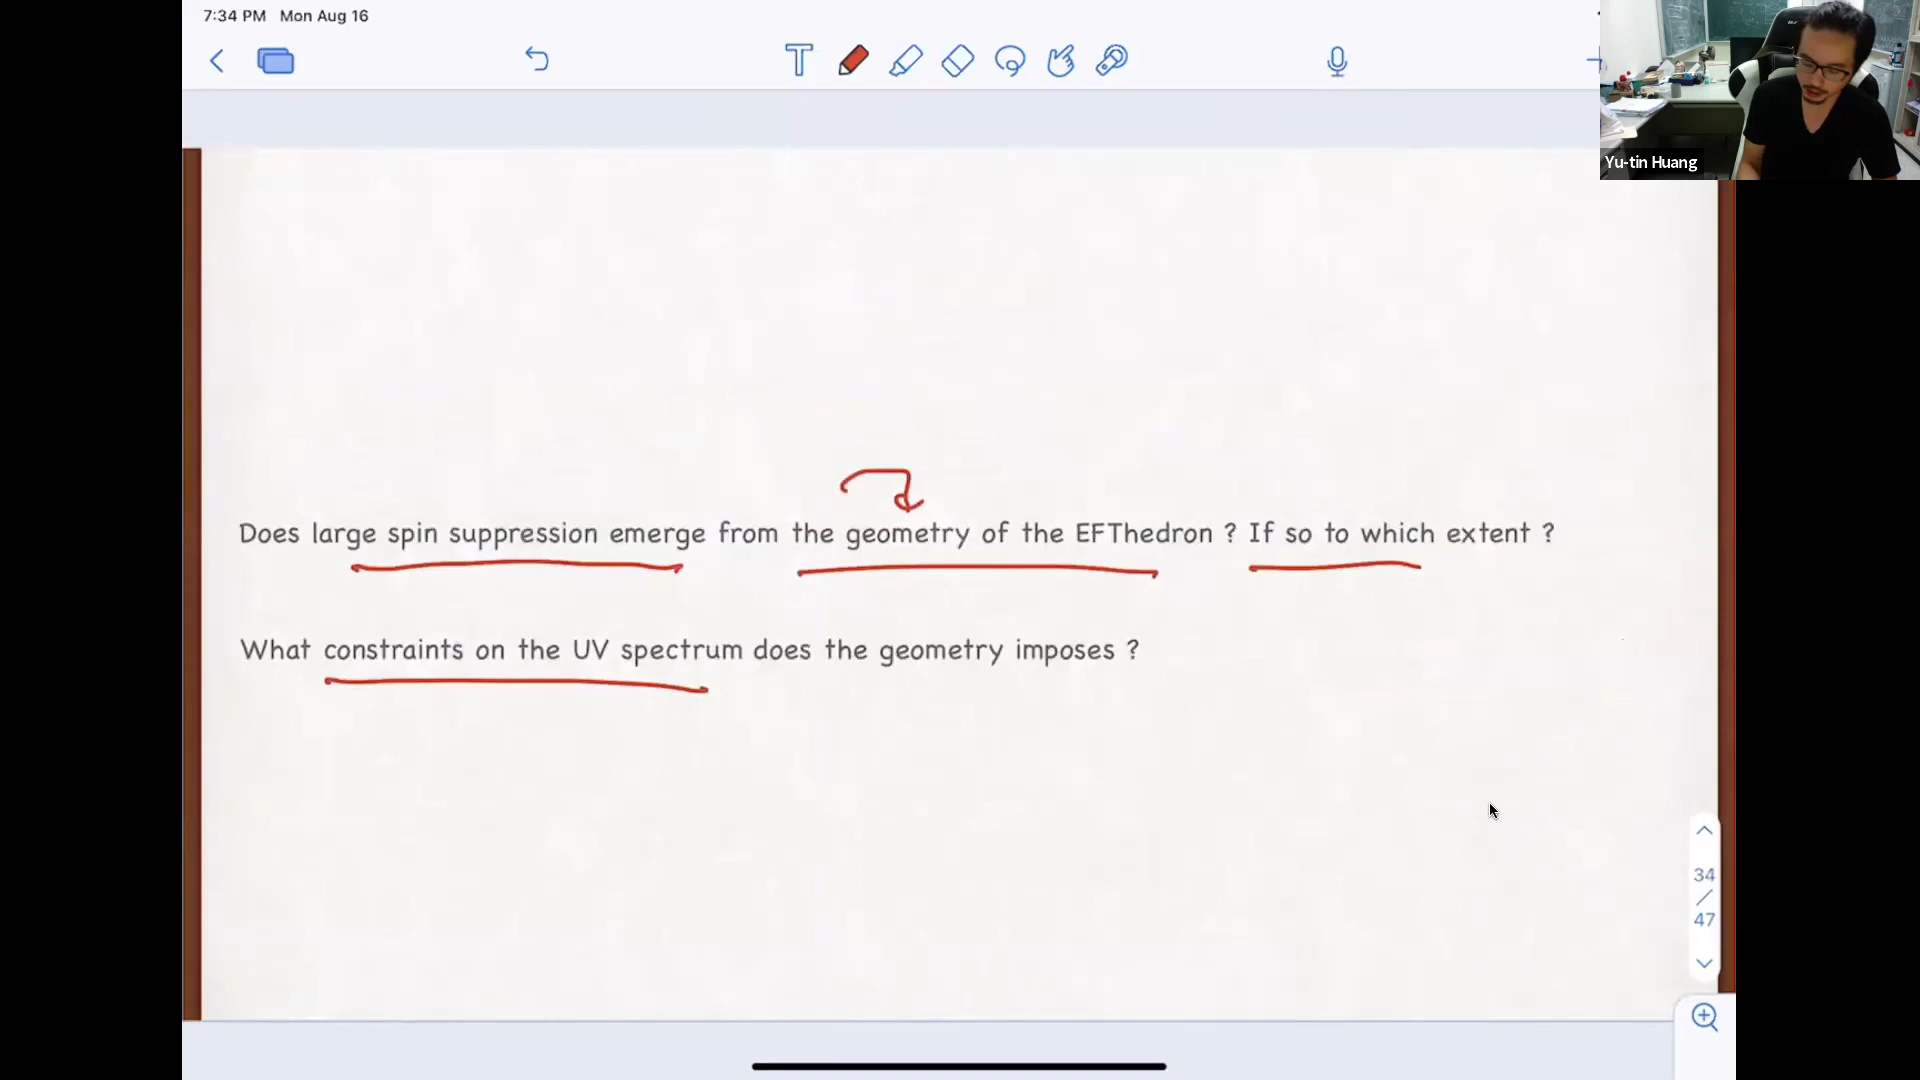 7:34 PM Mon Aug 16
T
Yu-tin Huang
Does large spin suppression emerge from the geometry of the EFThedron ? If so to which extent ?
What constraints on the UV spectrum does the geometry imposes ?
34
/
47